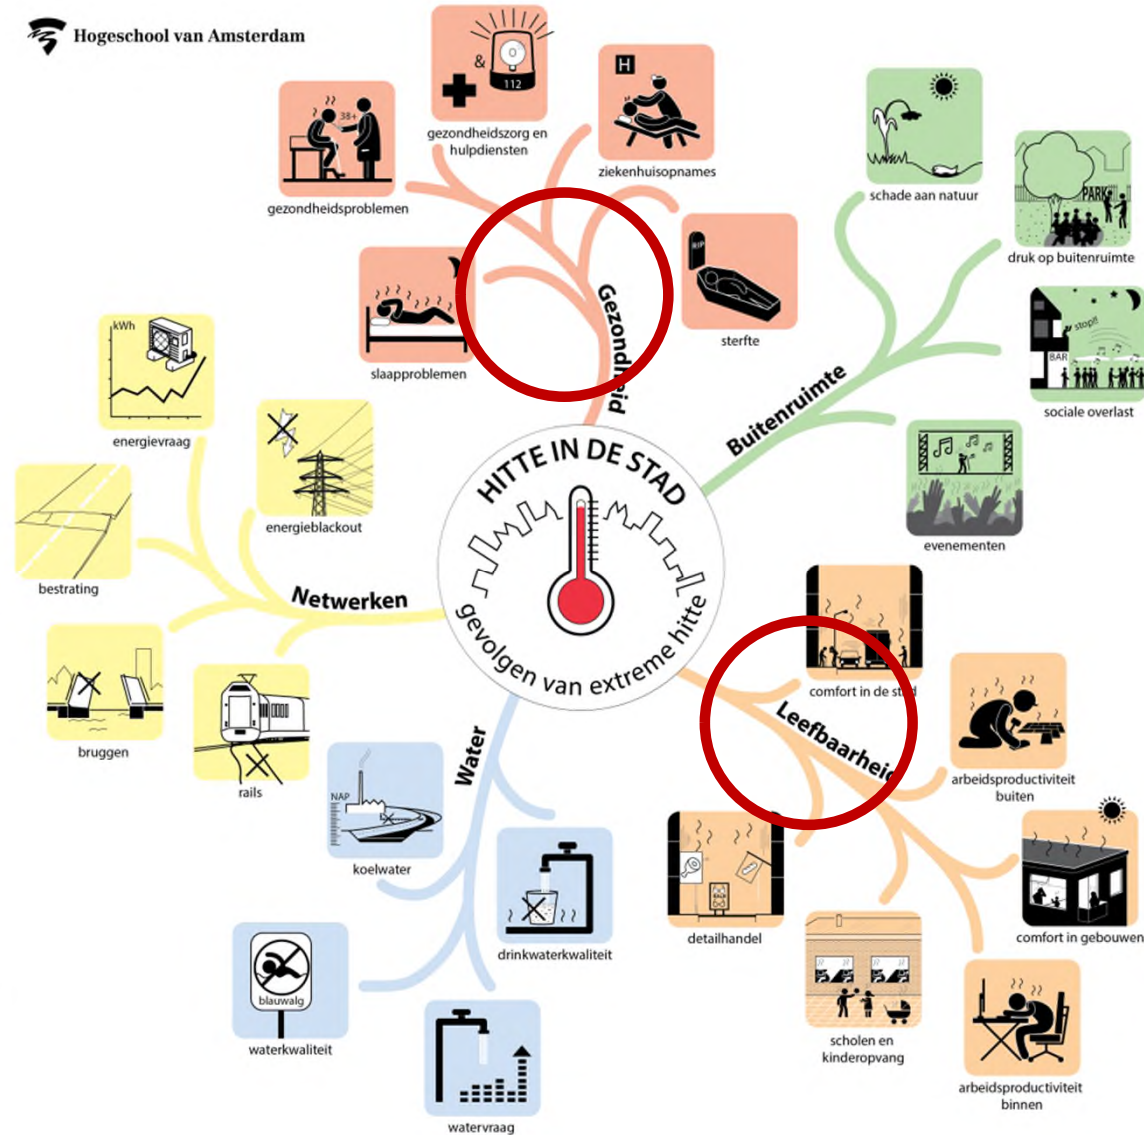 Hogeschool van Amsterdam
&
112
gezondheidszorg en
hulpdiensten
H
ziekenhuisopnames
38+
gezondheidsproblemen
RIP
sterfte
slaapproblemen
Gezondheid
schade aan natuur
PARK
druk op buitenruimte
stop!!
BAR
sociale overlast
evenementen
Buitenruimte
kWh
energievraag
energieblackout
bestrating
bruggen
rails
Netwerken
HITTE IN DE STAD
gevolgen van extreme hitte
comfort in de stad
Leefbaarheid
arbeidsproductiviteit
buiten
comfort in gebouwen
detailhandel
scholen en
kinderopvang
arbeidsproductiviteit
binnen
Water
NAP
koelwater
drinkwaterkwaliteit
blauwalg
waterkwaliteit
watervraag